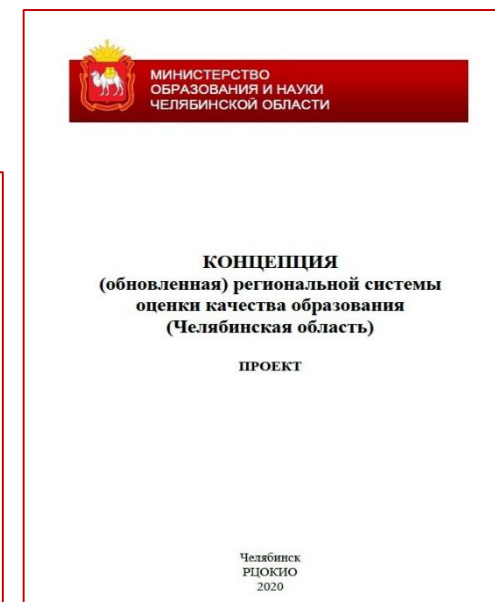 МИНИСТЕРСТВО
ОБРАЗОВАНИЯ И НАУКИ
ЧЕЛЯБИНСКОЙ ОБЛАСТИ
КОНЦЕПЦИЯ
(обновленная) региональной системы
оценки качества образования
(Челябинская область)
ПРОЕКТ
Челябинск
РЦОКИО
2020